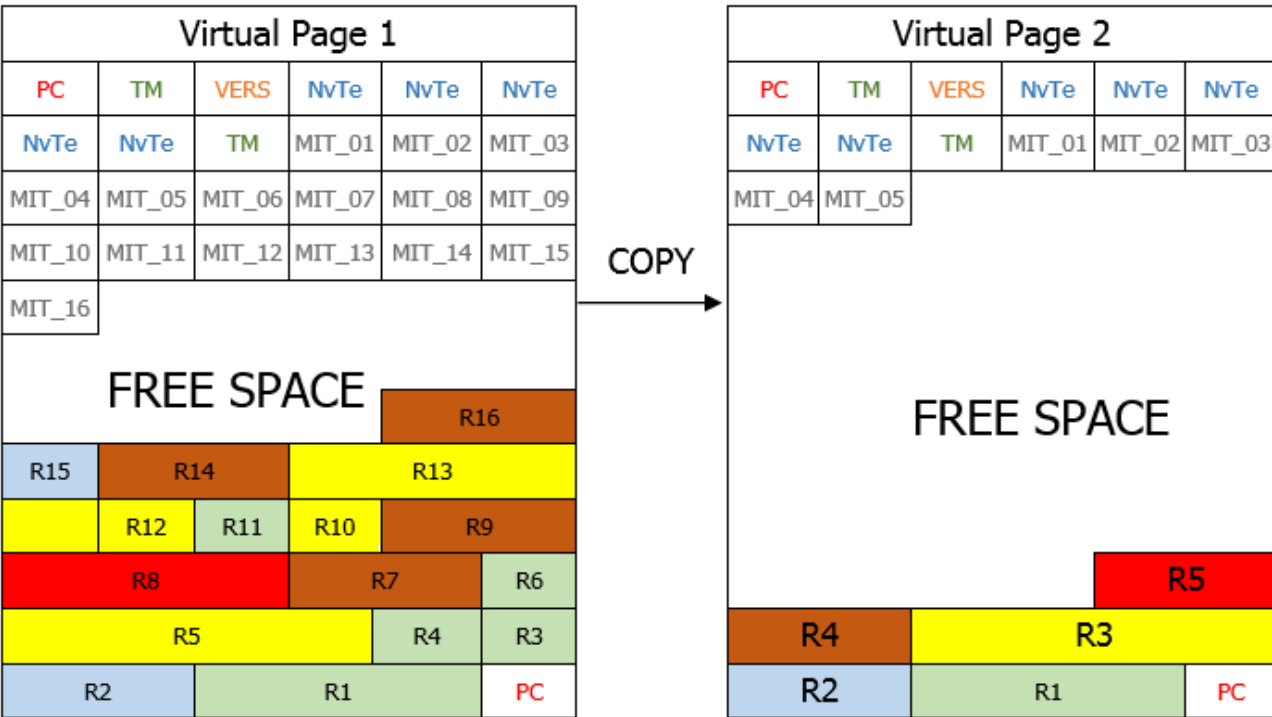 Virtual Page 1
PC TM VERS NvTe NvTe NvTe
NvTe NvTe TM MIT_01 MIT_02 MIT_03
MIT_04 MIT_05 MIT_06 MIT_07 MIT_08 MIT_09
MIT_10 MIT_11 MIT_12 MIT_13 MIT_14 MIT_15
MIT_16
FREE SPACE
R16
R15 R14 R13
R12 R11 R10 R9
R8 R7 R6
R5 R4 R3
R2 R1 PC
COPY
Virtual Page 2
PC TM VERS NvTe NvTe NvTe
NvTe NvTe TM MIT_01 MIT_02 MIT_03
MIT_04 MIT_05
FREE SPACE
R5
R4 R3
R2 R1 PC